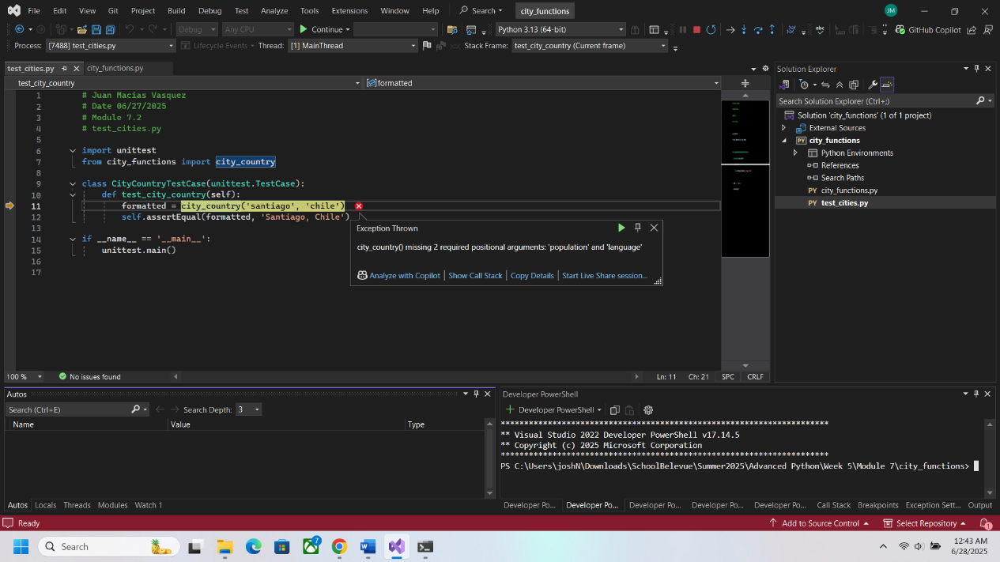 File Edit View Git Project Build Debug Test Analyze Tools Extensions Window Help Search city_functions JM
Debug Any CPU Continue Python 3.13 (64-bit) abc GitHub Copilot
Process: [7488] test_cities.py Lifecycle Events Thread: [1] MainThread Stack Frame: test_city_country (Current frame)
test_cities.py city_functions.py
test_city_country formatted
1 # Juan Macias Vasquez
2 # Date 06/27/2025
3 # Module 7.2
4 # test_cities.py
5
6 import unittest
7 from city_functions import city_country
8
9 class CityCountryTestCase(unittest.TestCase):
10 def test_city_country(self):
11 formatted = city_country('santiago', 'chile')
12 self.assertEqual(formatted, 'Santiago, Chile')
13
14 if __name__ == '__main__':
15 unittest.main()
16
17
Exception Thrown
city_country() missing 2 required positional arguments: 'population' and 'language'
Analyze with Copilot | Show Call Stack | Copy Details | Start Live Share session...
100 % No issues found Ln: 11 Ch: 21 SPC CRLF
Solution Explorer
Search Solution Explorer (Ctrl+;)
Solution 'city_functions' (1 of 1 project)
External Sources
PY city_functions
Python Environments
References
Search Paths
PY city_functions.py
PY test_cities.py
Autos
Search (Ctrl+E) Search Depth: 3
Name Value Type
Autos Locals Threads Modules Watch 1
Developer PowerShell
Developer PowerShell
**********************************************************************
** Visual Studio 2022 Developer PowerShell v17.14.5
** Copyright (c) 2025 Microsoft Corporation
**********************************************************************
PS C:\Users\joshN\Downloads\SchoolBelevue\Summer2025\Advanced Python\Week 5\Module 7\city_functions>
Developer Po... Developer Po... Developer Po... Developer Po... Developer Po... Call Stack Breakpoints Exception Sett... Output
Ready Add to Source Control Select Repository 1
Search 7 12:43 AM
6/28/2025